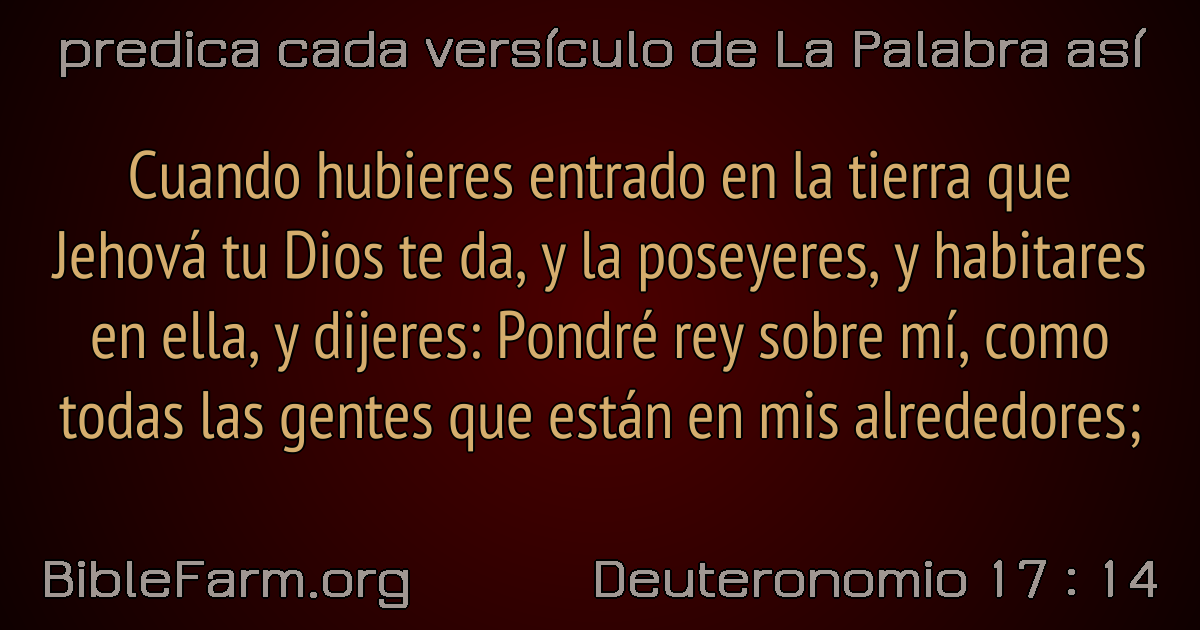 predica cada versículo de La Palabra así
Cuando hubieres entrado en la tierra que
Jehová tu Dios te da, y la poseyeres, y habitares
en ella, y dijeres: Pondré rey sobre mí, como
todas las gentes que están en mis alrededores;
BibleFarm.org
Deuteronomio 17 : 14